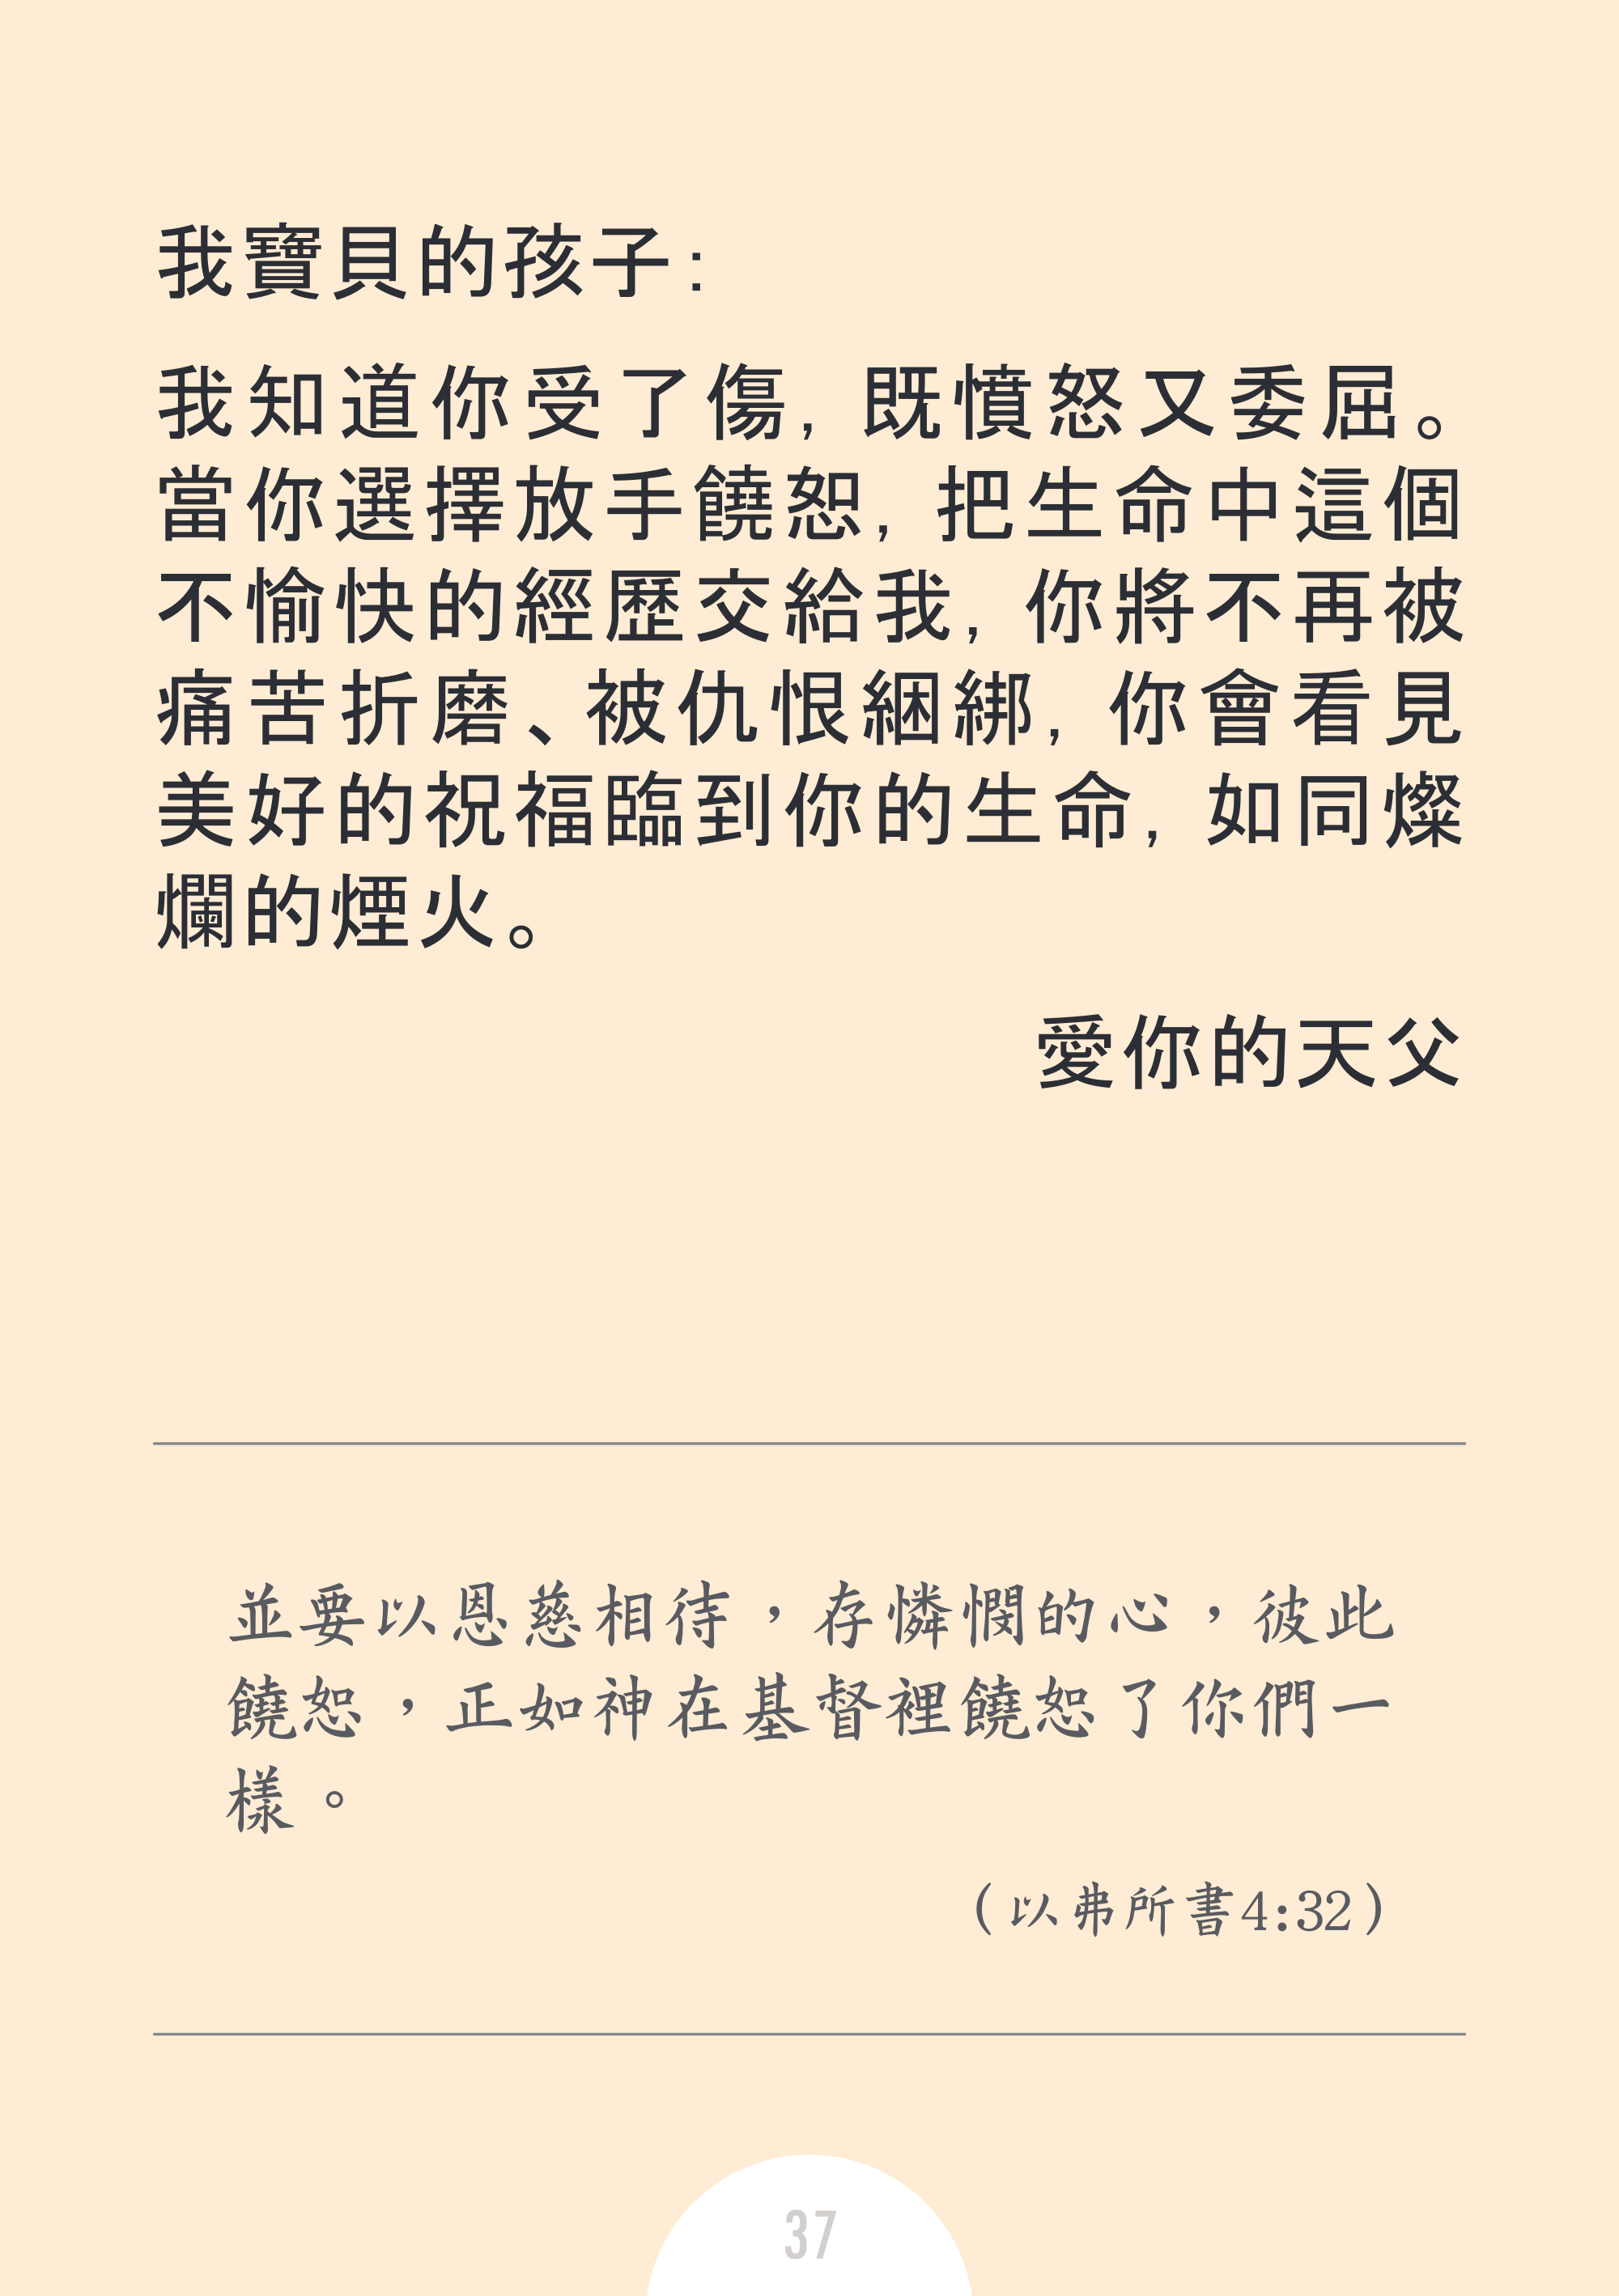 我寶貝的孩子：
我知道你受了傷，既憤怒又委屈。
當你選擇放手饒恕，把生命中這個
不愉快的經歷交給我，你將不再被
痛苦折磨、被仇恨綑綁，你會看見
美好的祝福臨到你的生命，如同燦
爛的煙火。
愛你的天父
並要以恩慈相待，存憐憫的心，彼此
饒恕，正如神在基督裡饒恕了你們一
樣。
（以弗所書4:32）
37